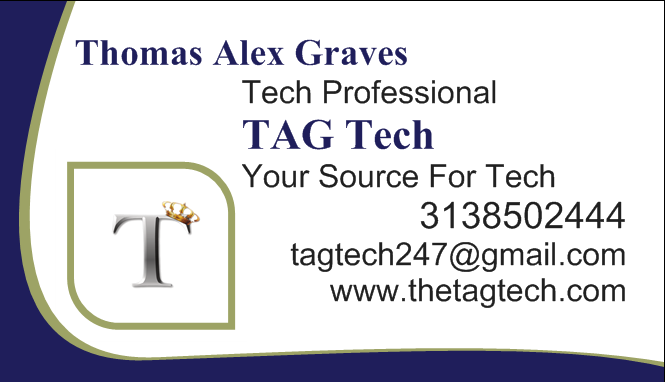 Thomas Alex Graves
Tech Professional
TAG Tech
Your Source For Tech
3138502444
tagtech247@gmail.com
www.thetagtech.com
T